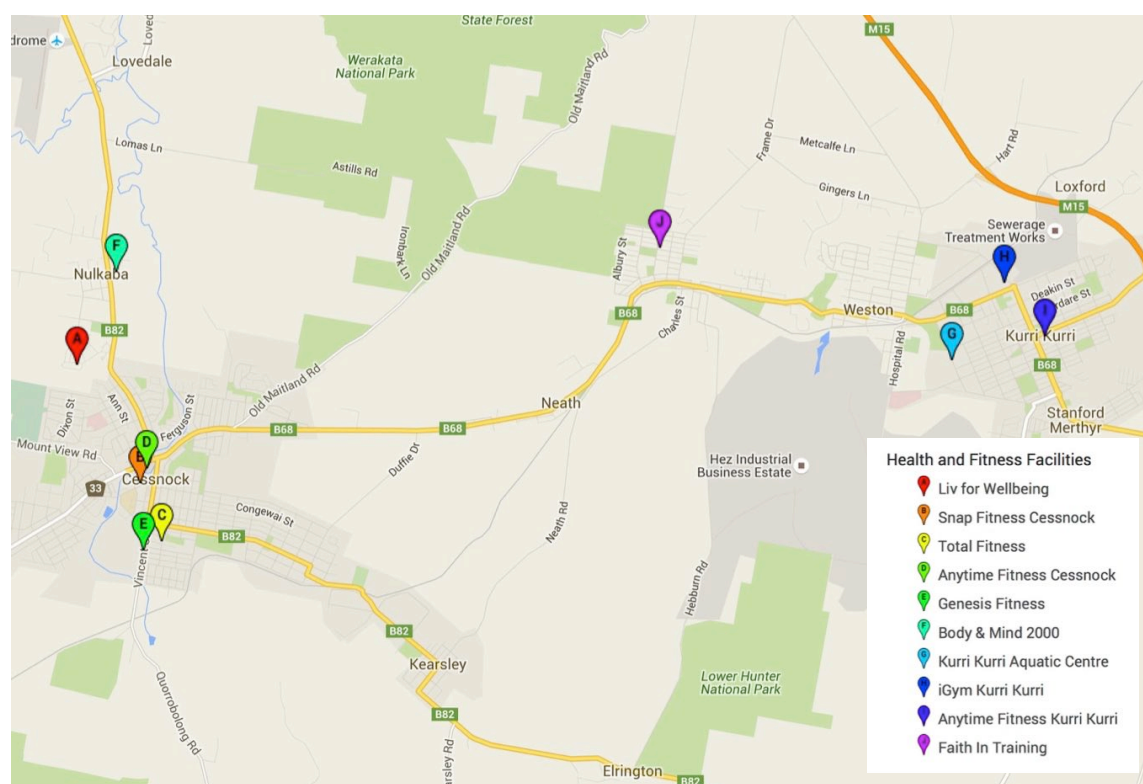 State Forest
M15
drome
Lovedale
Lovedale
Werakata
National Park
Old Maitland Rd
Lomas Ln
Astills Rd
Frame Dr
Metcalfe Ln
Hart Rd
Gingers Ln
Loxford
M15
Sewerage
Treatment Works
J
F
Nulkaba
Ironbark Ln
Old Maitland Rd
Albury St
H
Deakin St
B82
B68
Charles St
Weston
B68
I
Kurri Kurri
A
G
Hospital Rd
B68
Ann St
Dixon St
Ferguson St
Old Maitland Rd
Neath
Stanford
Merthyr
B68
B68
Mount View Rd
D
B
Cessnock
33
Duffie Dr
Hez Industrial
Business Estate
Congewai St
C
E
B82
Neath Rd
Hebburn Rd
B82
Kearsley
Lower Hunter
National Park
Quorrobolong Rd
Elrington
B82
Health and Fitness Facilities
A Liv for Wellbeing
B Snap Fitness Cessnock
C Total Fitness
D Anytime Fitness Cessnock
E Genesis Fitness
F Body & Mind 2000
G Kurri Kurri Aquatic Centre
H iGym Kurri Kurri
I Anytime Fitness Kurri Kurri
J Faith In Training